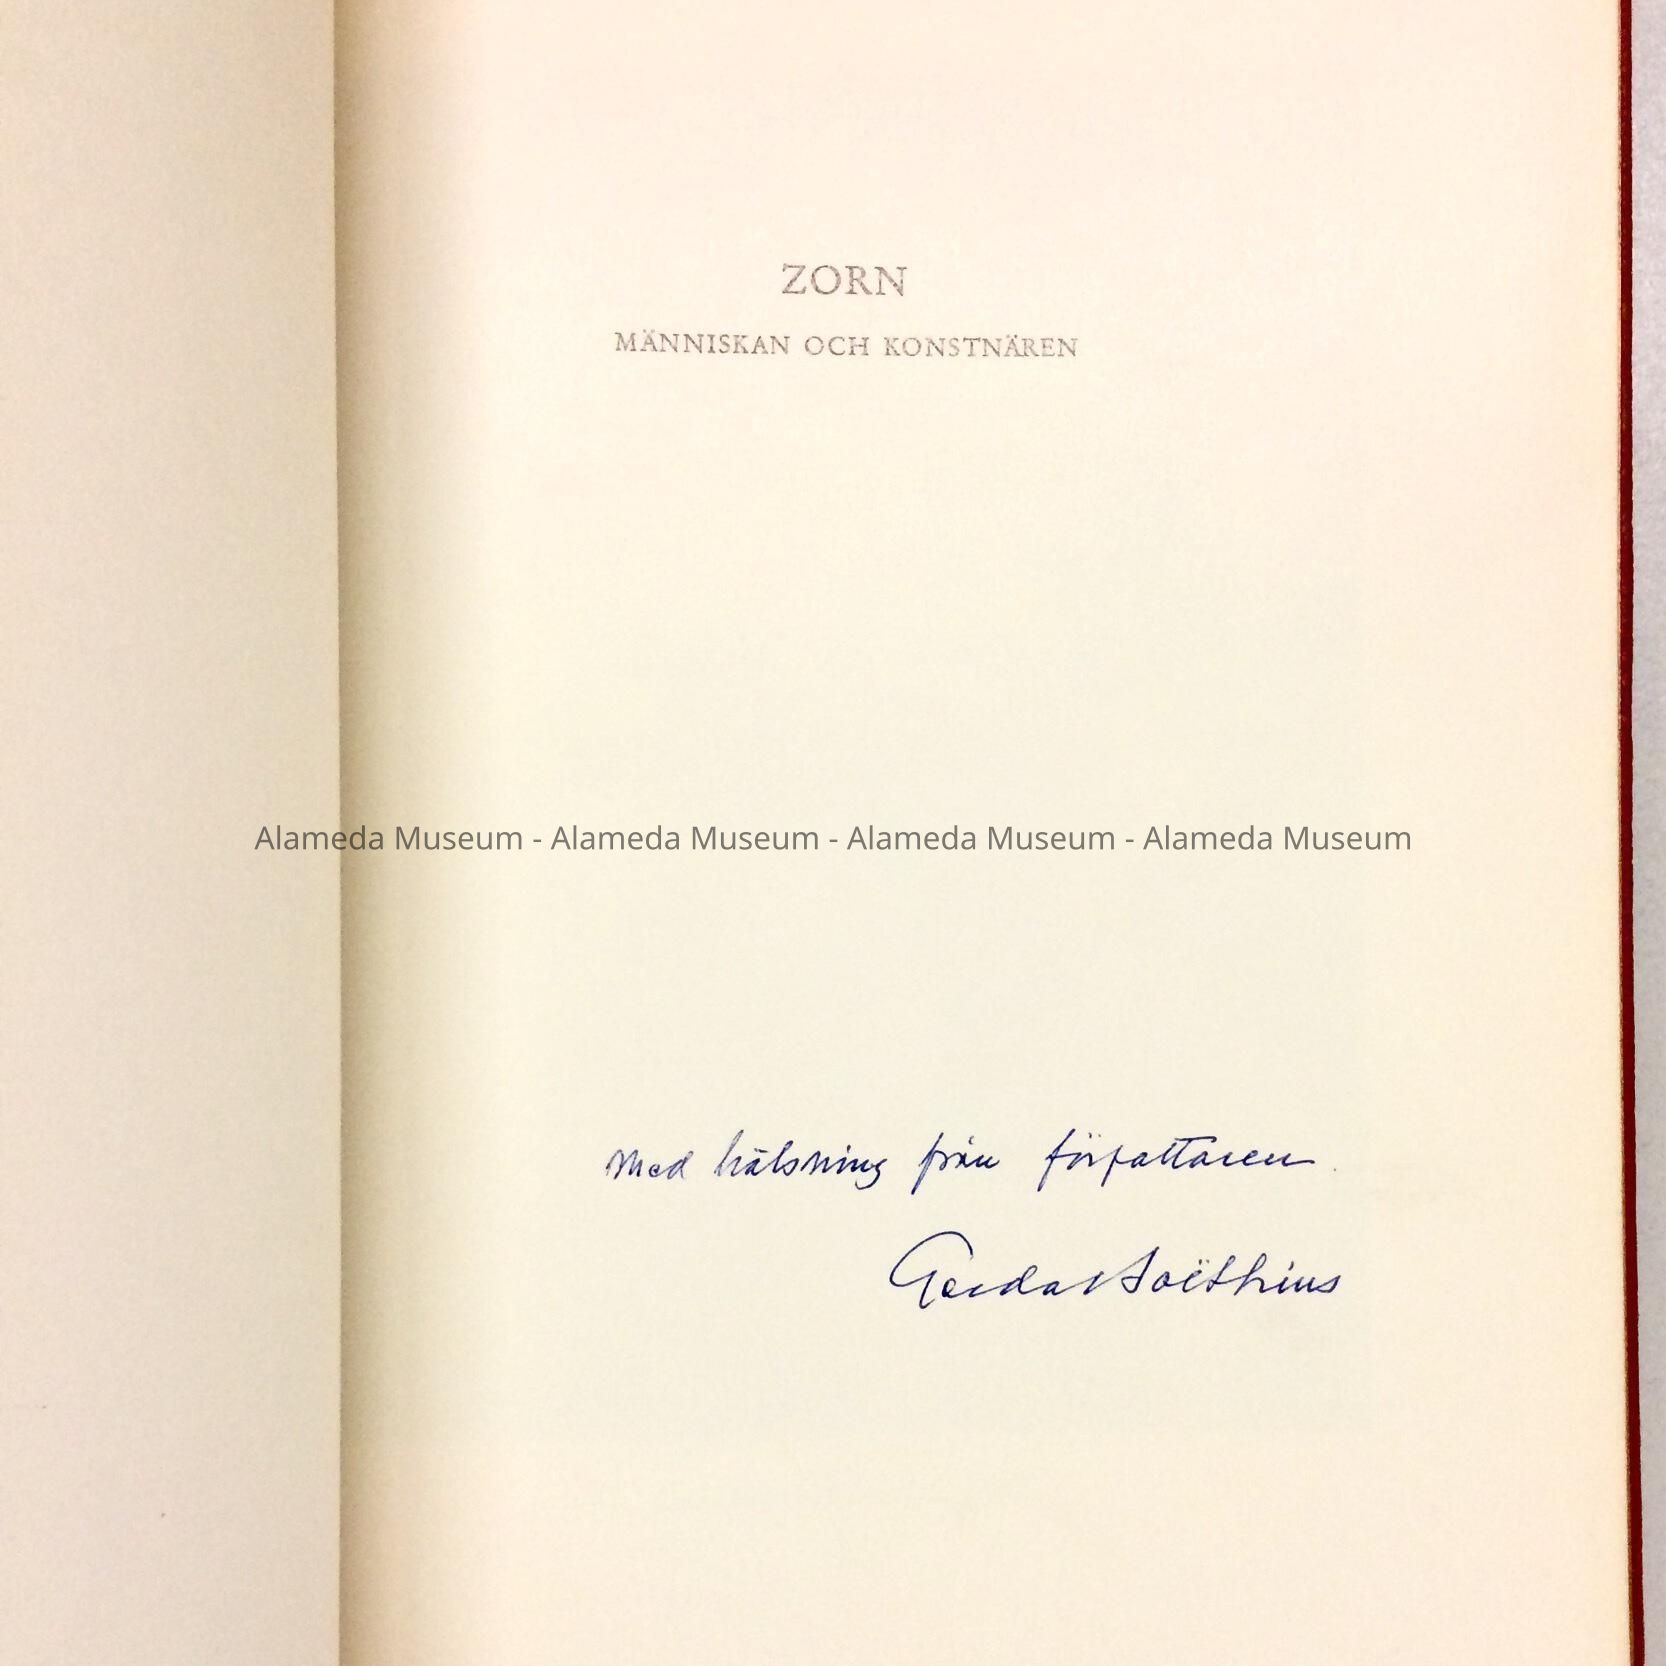 ZORN
MÄNNISKAN OCH KONSTNÄREN
Alameda Museum - Alameda Museum - Alameda Museum - Alameda Museum
Med hälsning från författaren
Gerda Boëthius